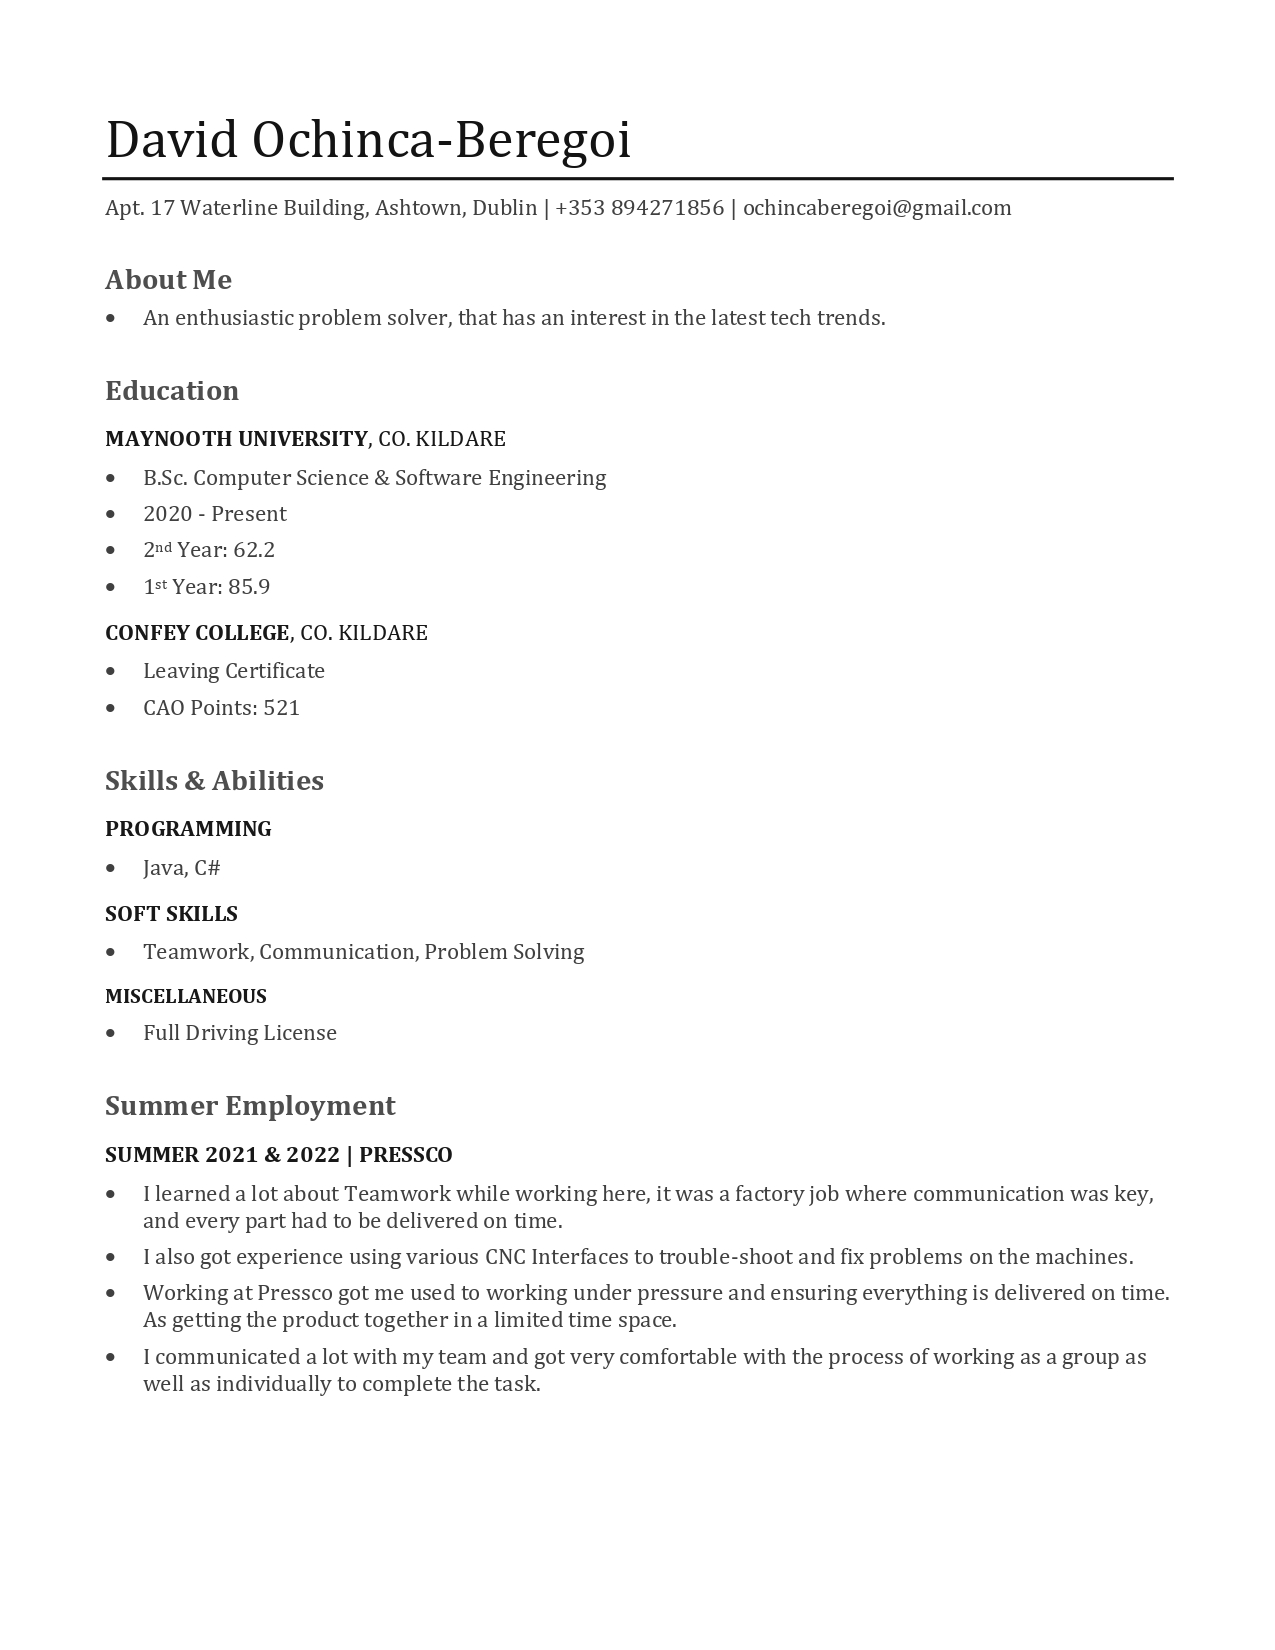 David Ochinca-Beregoi
Apt. 17 Waterline Building, Ashtown, Dublin | +353 894271856 | ochincaberegoi@gmail.com
About Me
• An enthusiastic problem solver, that has an interest in the latest tech trends.
Education
MAYNOOTH UNIVERSITY, CO. KILDARE
• B.Sc. Computer Science & Software Engineering
• 2020 - Present
• 2nd Year: 62.2
• 1st Year: 85.9
CONFEY COLLEGE, CO. KILDARE
• Leaving Certificate
• CAO Points: 521
Skills & Abilities
PROGRAMMING
• Java, C#
SOFT SKILLS
• Teamwork, Communication, Problem Solving
MISCELLANEOUS
• Full Driving License
Summer Employment
SUMMER 2021 & 2022 | PRESSCO
• I learned a lot about Teamwork while working here, it was a factory job where communication was key,
and every part had to be delivered on time.
• I also got experience using various CNC Interfaces to trouble-shoot and fix problems on the machines.
• Working at Pressco got me used to working under pressure and ensuring everything is delivered on time.
As getting the product together in a limited time space.
• I communicated a lot with my team and got very comfortable with the process of working as a group as
well as individually to complete the task.